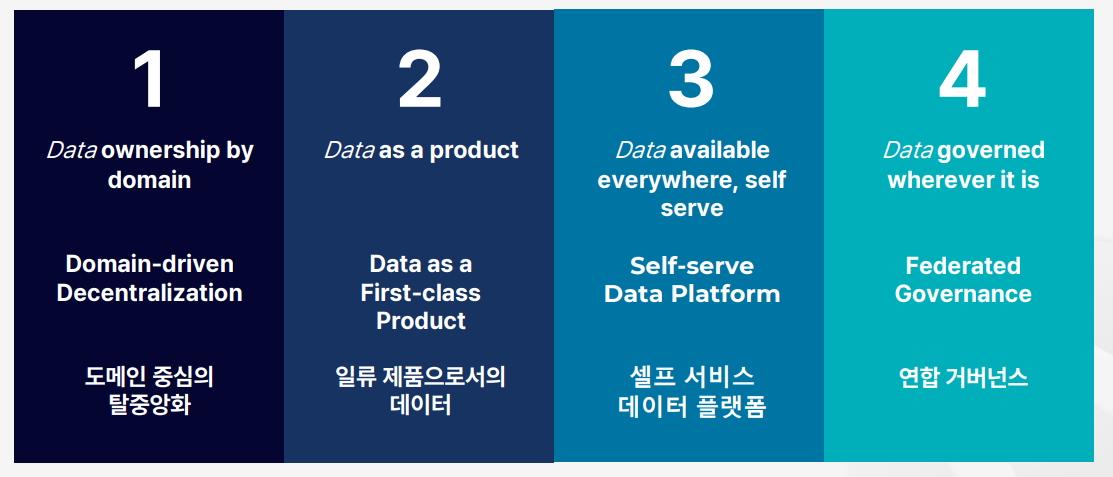 1
Data ownership by
domain
Domain-driven
Decentralization
도메인 중심의
탈중앙화
2
Data as a product
Data as a
First-class
Product
일류 제품으로서의
데이터
3
Data available
everywhere, self
serve
Self-serve
Data Platform
셀프 서비스
데이터 플랫폼
4
Data governed
wherever it is
Federated
Governance
연합 거버넌스